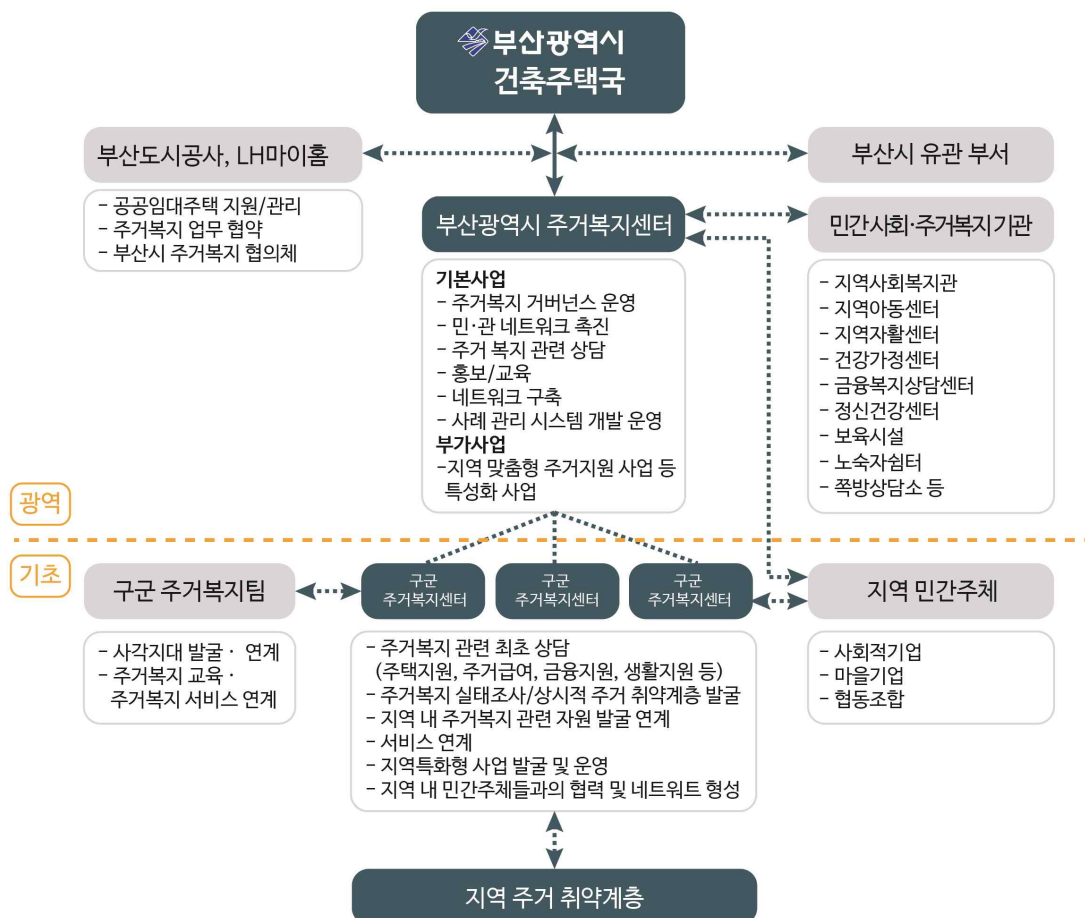 부산광역시
건축주택국
부산도시공사, LH마이홈
부산시 유관 부서
- 공공임대주택 지원/관리
- 주거복지 업무 협약
- 부산시 주거복지 협의체
부산광역시 주거복지센터
민간사회·주거복지기관
기본사업
- 주거복지 거버넌스 운영
- 민·관 네트워크 촉진
- 주거 복지 관련 상담
- 홍보/교육
- 네트워크 구축
- 사례 관리 시스템 개발 운영
부가사업
-지역 맞춤형 주거지원 사업 등
특성화 사업
- 지역사회복지관
- 지역아동센터
- 지역자활센터
- 건강가정센터
- 금융복지상담센터
- 정신건강센터
- 보육시설
- 노숙자쉼터
- 쪽방상담소 등
광역
기초
구군 주거복지팀
구군
주거복지센터
구군
주거복지센터
구군
주거복지센터
지역 민간주체
- 사각지대 발굴 · 연계
- 주거복지 교육 ·
주거복지 서비스 연계
- 주거복지 관련 최초 상담
(주택지원, 주거급여, 금융지원, 생활지원 등)
- 주거복지 실태조사/상시적 주거 취약계층 발굴
- 지역 내 주거복지 관련 자원 발굴 연계
- 서비스 연계
- 지역특화형 사업 발굴 및 운영
- 지역 내 민간주체들과의 협력 및 네트워트 형성
- 사회적기업
- 마을기업
- 협동조합
지역 주거 취약계층